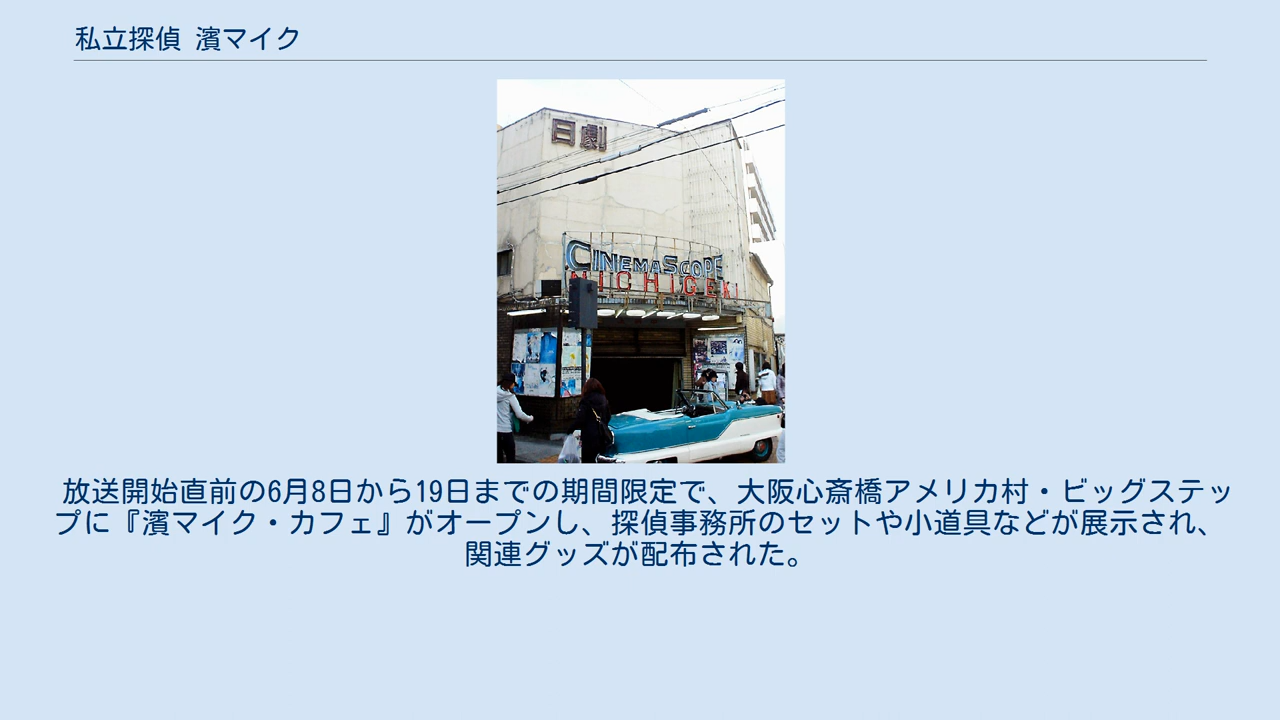 私立探偵 濱マイク
日劇
CINEMASCOPE
NICHIGEKI
放送開始直前の6月8日から19日までの期間限定で、大阪心斎橋アメリカ村・ビッグステッ
プに『濱マイク・カフェ』がオープンし、探偵事務所のセットや小道具などが展示され、
関連グッズが配布された。